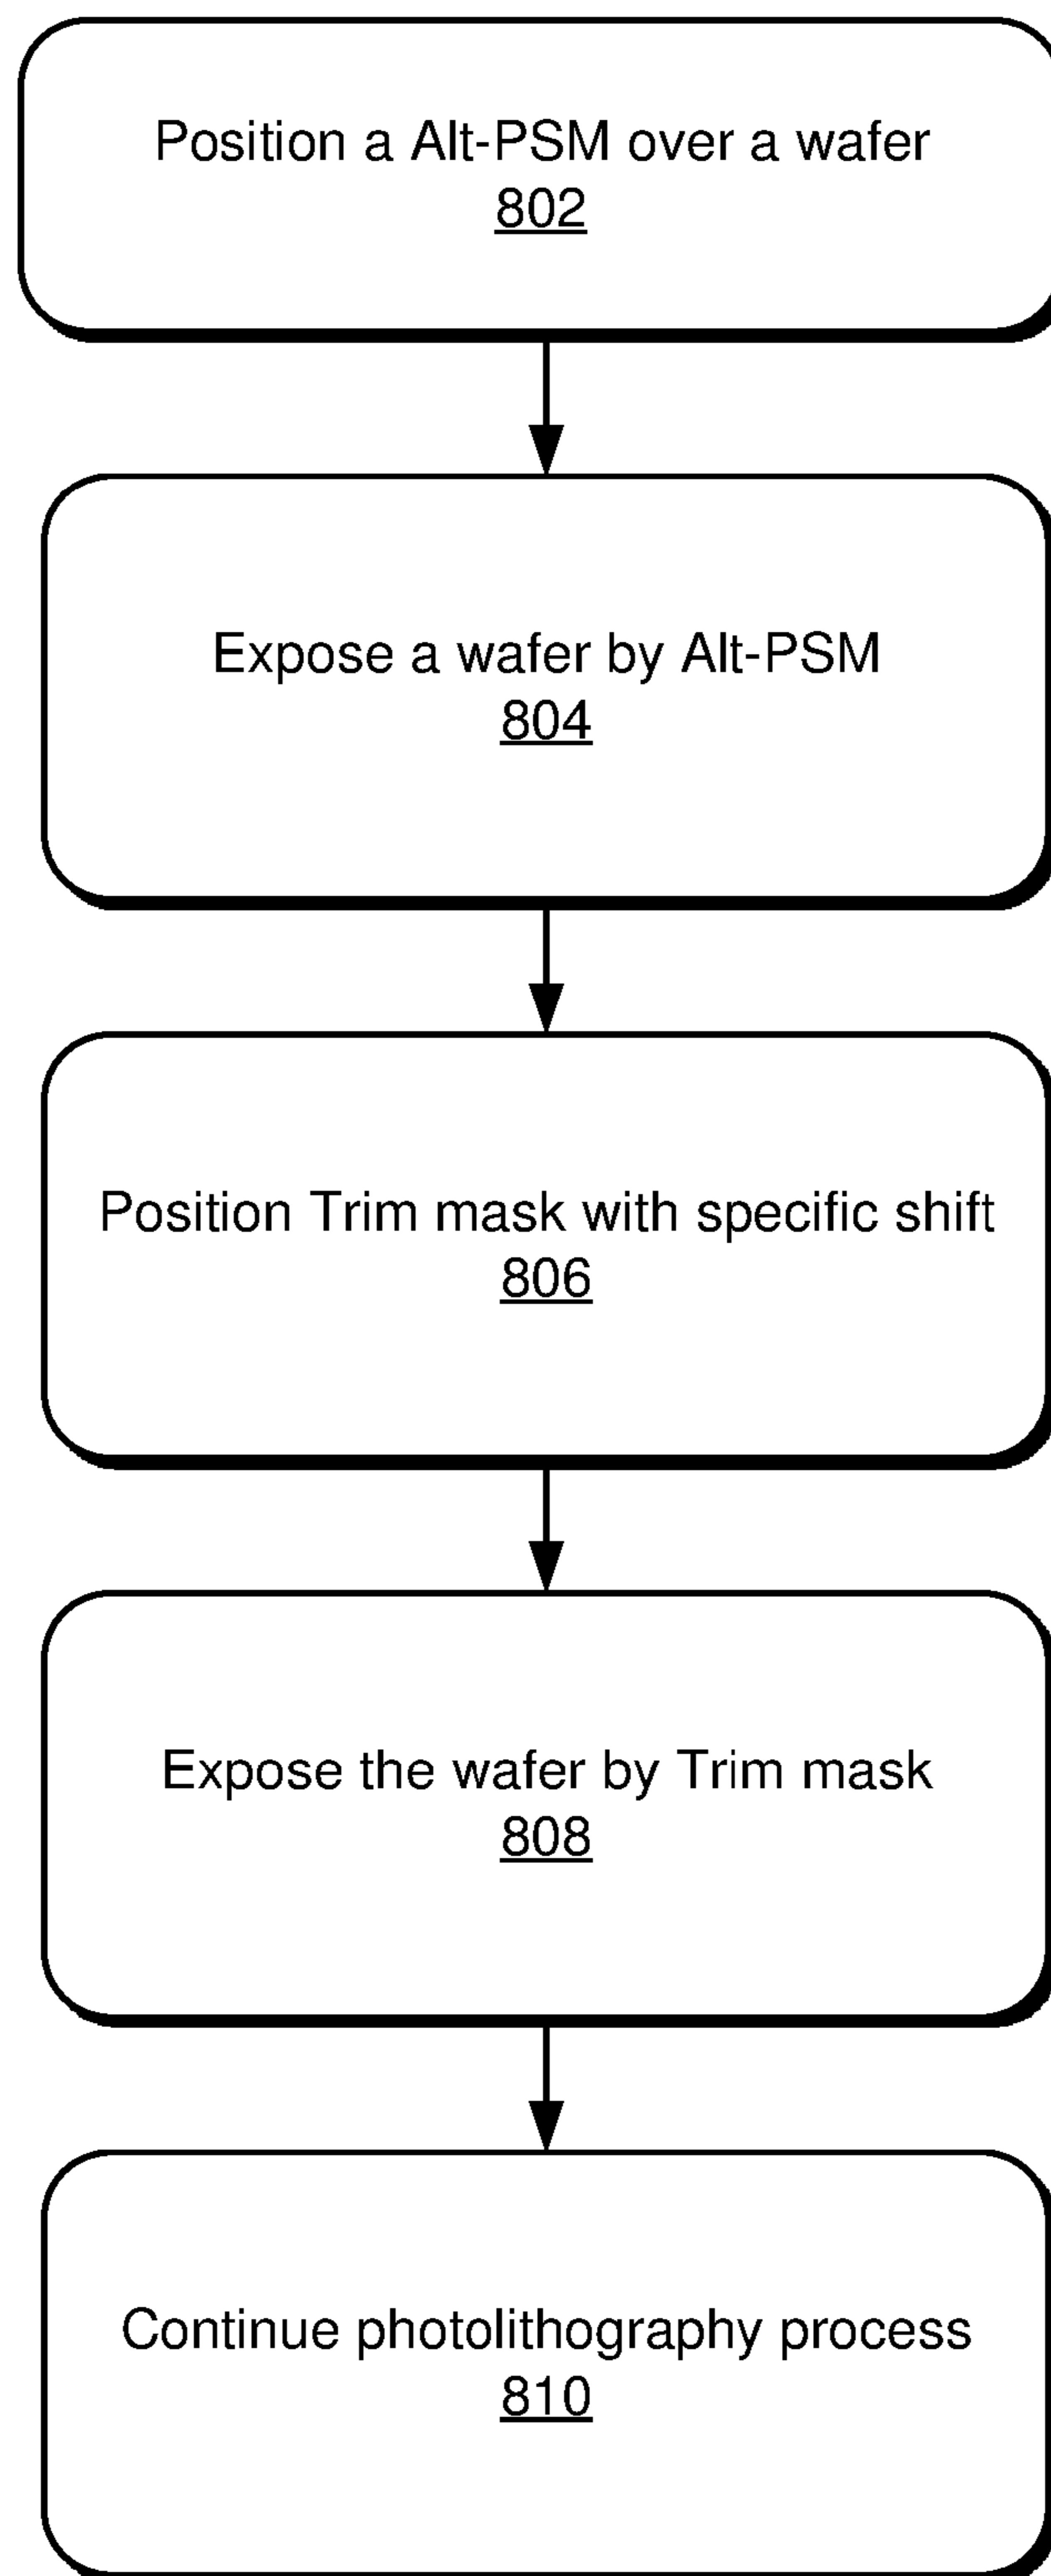 Position a Alt-PSM over a wafer
802
Expose a wafer by Alt-PSM
804
Position Trim mask with specific shift
806
Expose the wafer by Trim mask
808
Continue photolithography process
810